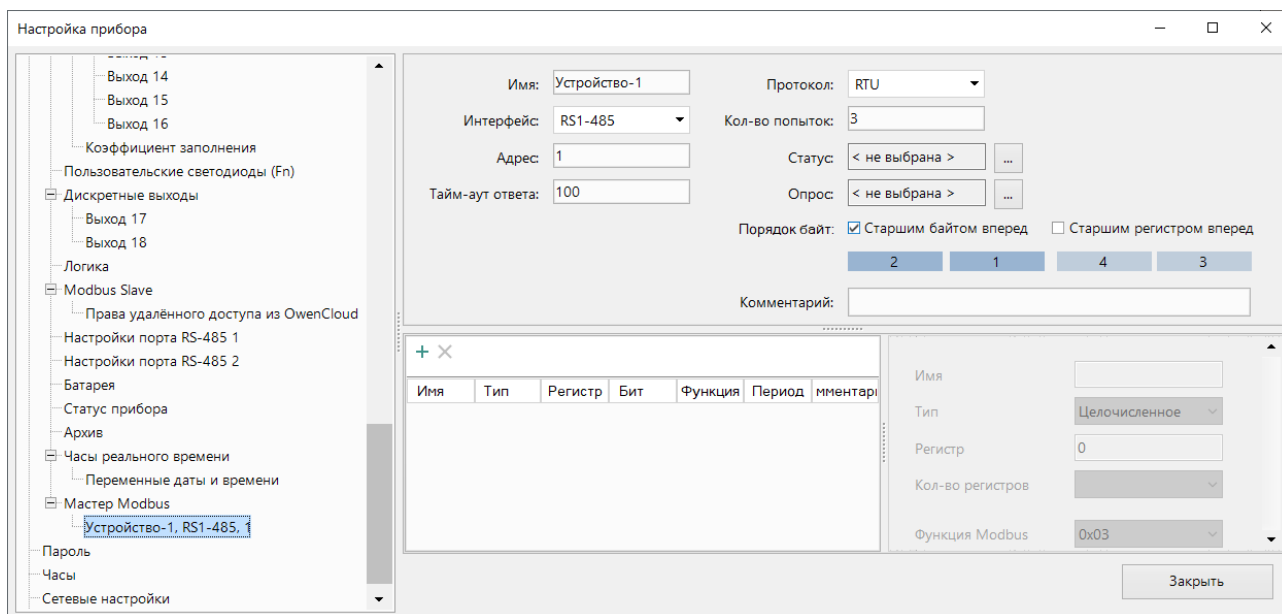 Настройка прибора
Выход 14
Выход 15
Выход 16
Коэффициент заполнения
Пользовательские светодиоды (Fn)
Дискретные выходы
Выход 17
Выход 18
Логика
Modbus Slave
Права удалённого доступа из OwenCloud
Настройки порта RS-485 1
Настройки порта RS-485 2
Батарея
Статус прибора
Архив
Часы реального времени
Переменные даты и времени
Мастер Modbus
Устройство-1, RS1-485, 1
Пароль
Часы
Сетевые настройки
Имя: Устройство-1 Протокол: RTU
Интерфейс: RS1-485 Кол-во попыток: 3
Адрес: 1 Статус: < не выбрана > ...
Тайм-аут ответа: 100 Опрос: < не выбрана > ...
Порядок байт: Старшим байтом вперед Старшим регистром вперед
2 1 4 3
Комментарий:
Имя Тип Регистр Бит Функция Период мментари
Имя
Тип Целочисленное
Регистр 0
Кол-во регистров
Функция Modbus 0x03
Закрыть